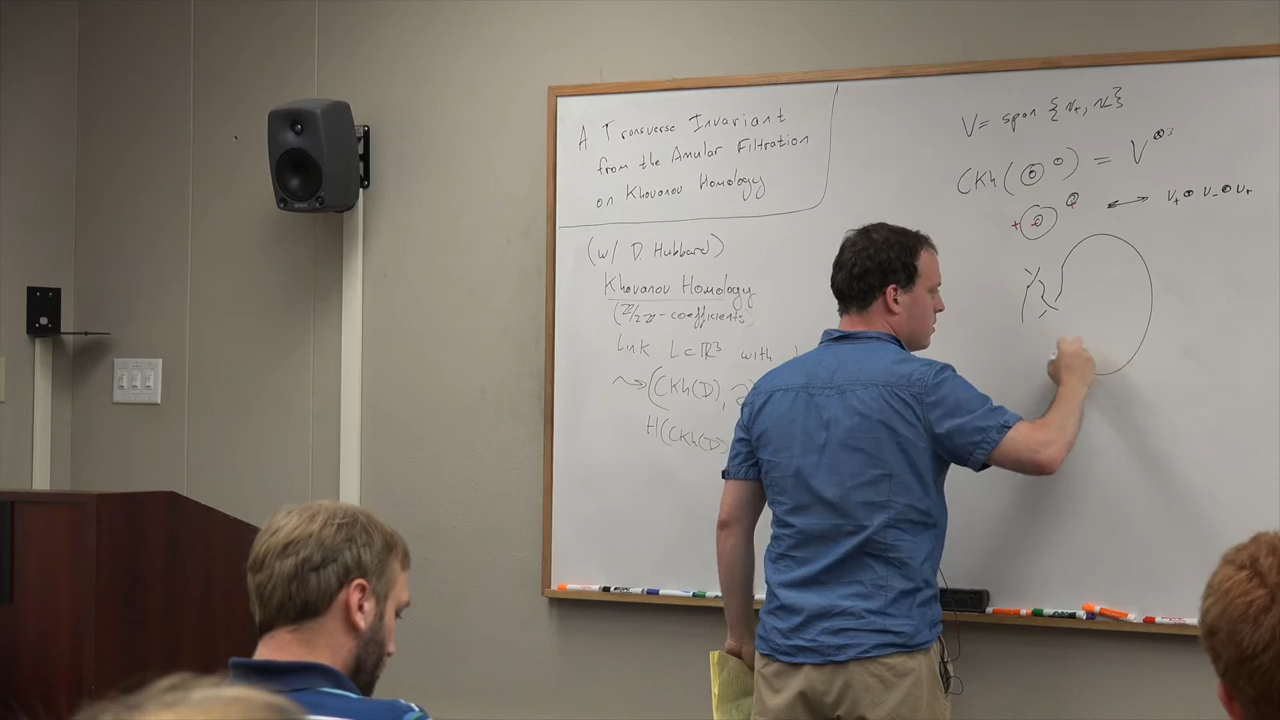 A Transverse Invariant
from the Annular Filtration
on Khovanov Homology
(w/ D. Hubbard)
Khovanov Homology
(ℤ/2ℤ-coefficients)
Link L⊂ℝ³ with
⇝ (CKh(D), ∂
H(CKh(D)
V = span {v₊, v₋}
CKh( ) = V^⊗3
+ - + ↔ v₊ ⊗ v₋ ⊗ v₊